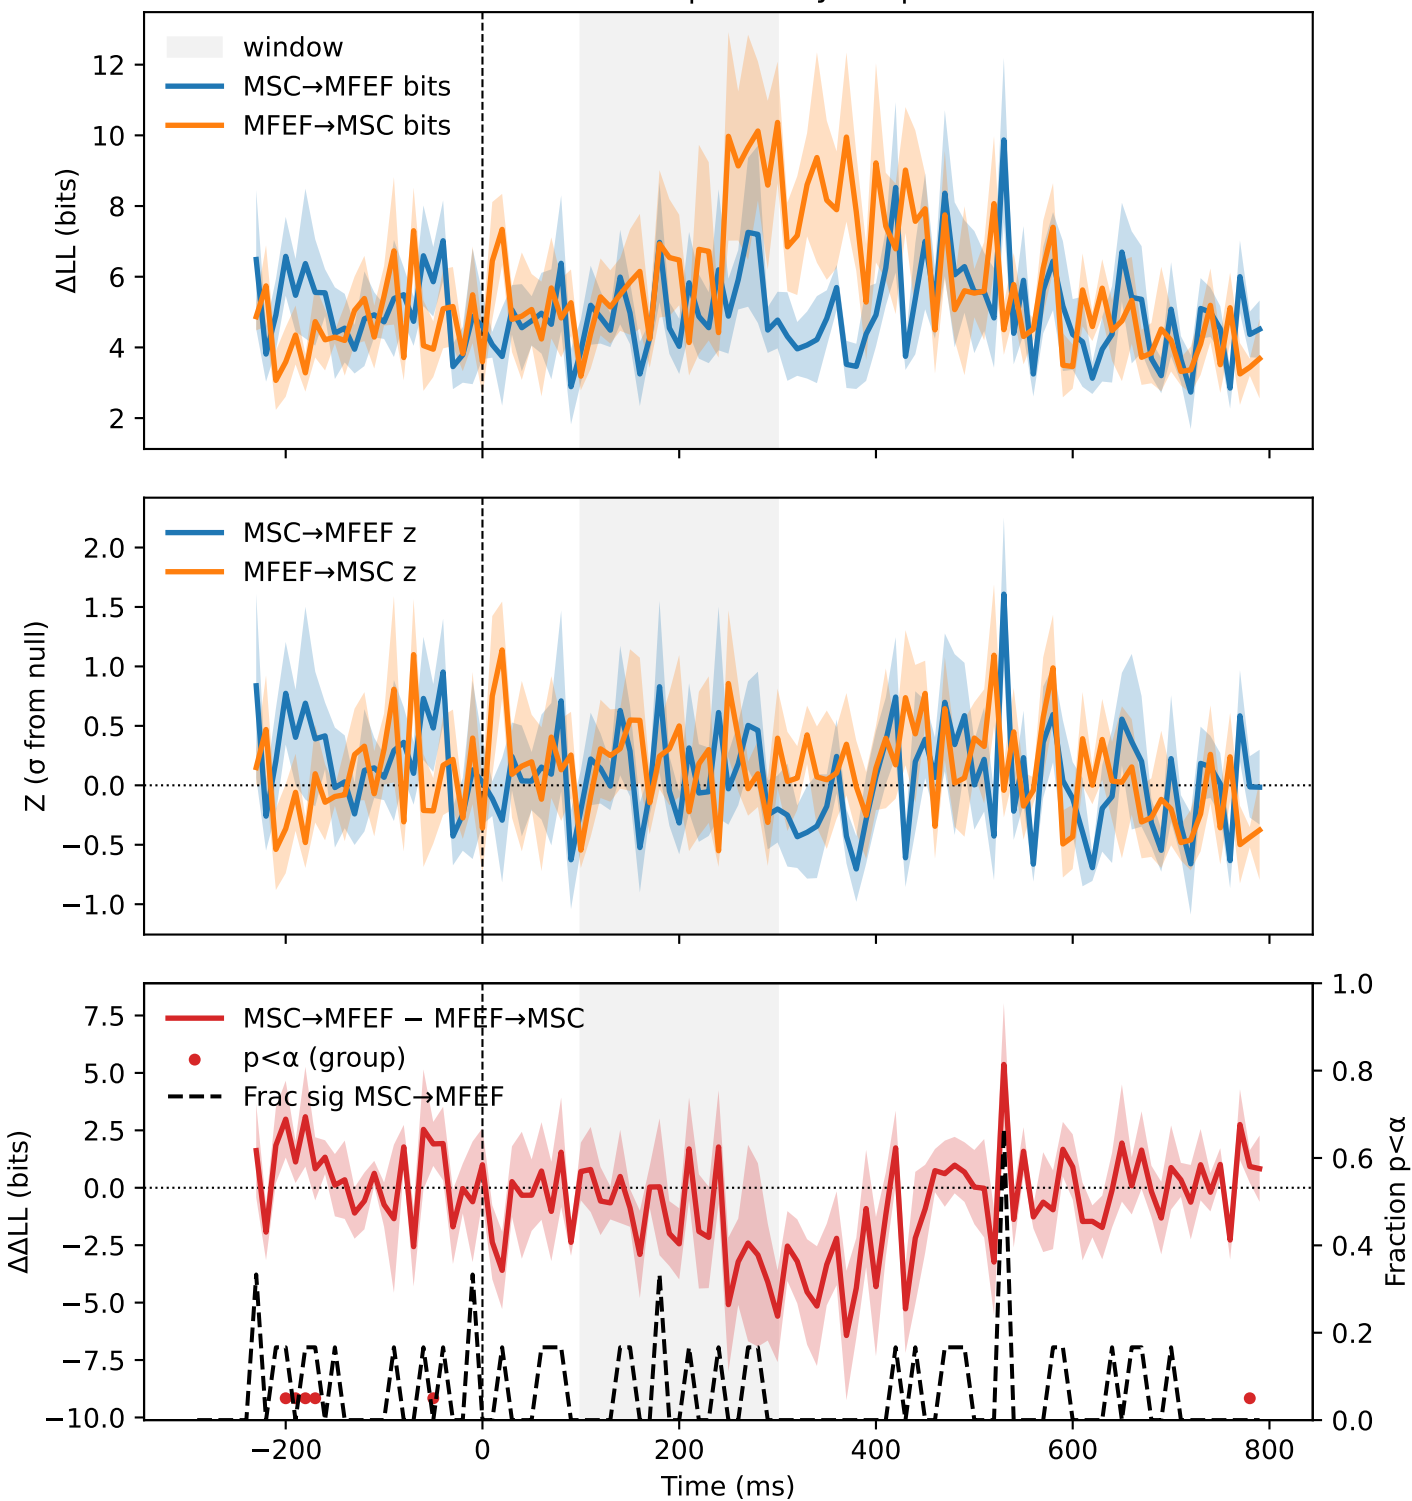 window
MSC→MFEF bits
MFEF→MSC bits
12
10
8
6
4
2
ΔLL (bits)
MSC→MFEF z
MFEF→MSC z
2.0
1.5
1.0
0.5
0.0
−0.5
−1.0
Z (σ from null)
MSC→MFEF − MFEF→MSC
p<α (group)
Frac sig MSC→MFEF
7.5
5.0
2.5
0.0
−2.5
−5.0
−7.5
−10.0
ΔΔLL (bits)
1.0
0.8
0.6
0.4
0.2
0.0
Fraction p<α
−200 0 200 400 600 800
Time (ms)